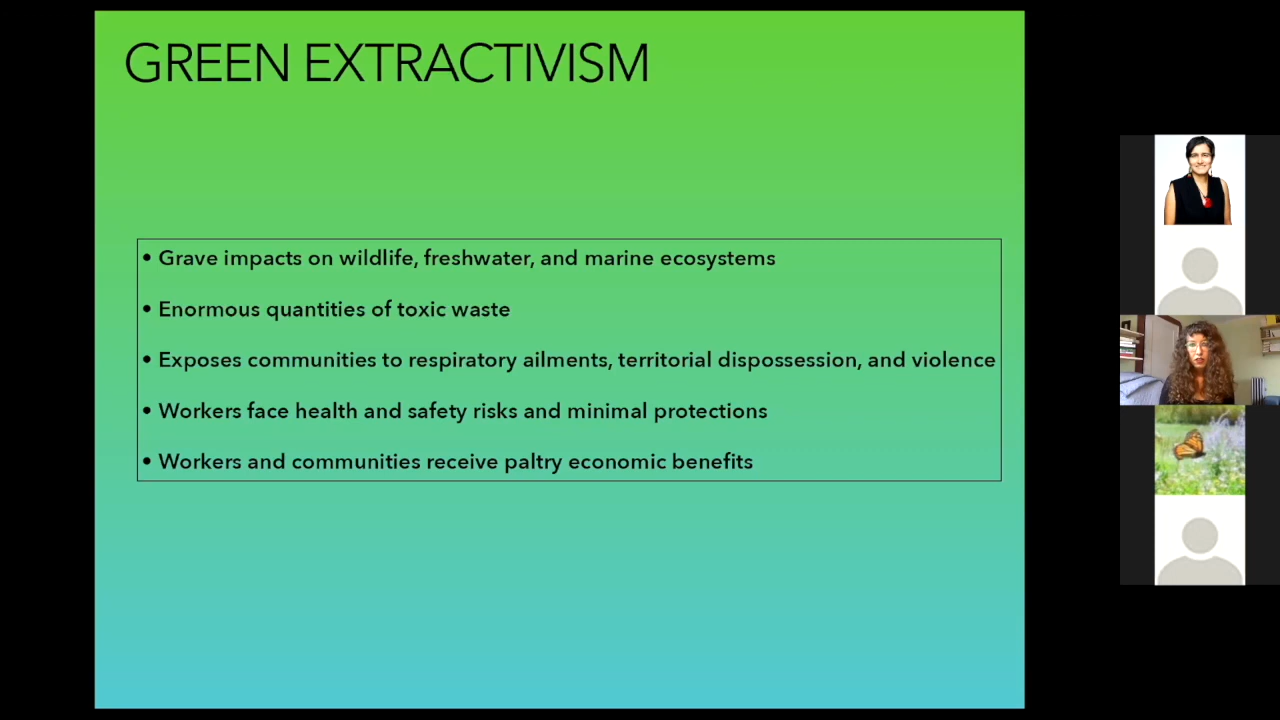 GREEN EXTRACTIVISM
• Grave impacts on wildlife, freshwater, and marine ecosystems
• Enormous quantities of toxic waste
• Exposes communities to respiratory ailments, territorial dispossession, and violence
• Workers face health and safety risks and minimal protections
• Workers and communities receive paltry economic benefits